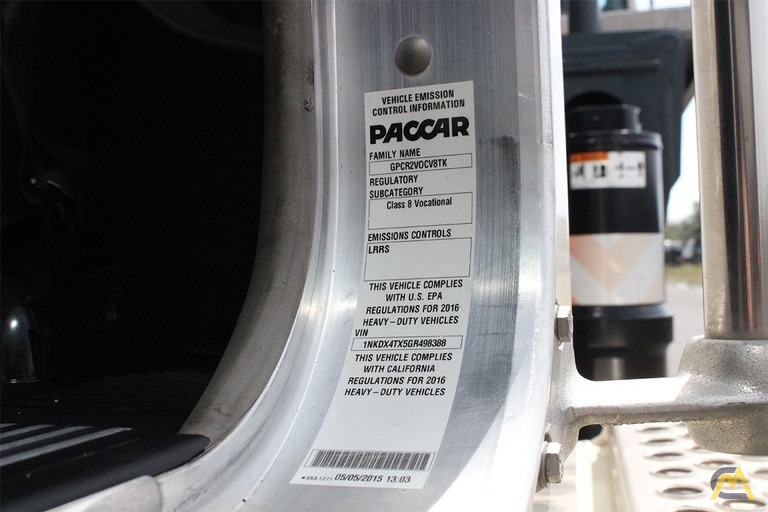 VEHICLE EMISSION
CONTROL INFORMATION
PACCAR
FAMILY NAME
GPCR2VOCV8TK
REGULATORY
SUBCATEGORY
Class 8 Vocational
EMISSIONS CONTROLS
LRRS
THIS VEHICLE COMPLIES
WITH U.S. EPA
REGULATIONS FOR 2016
HEAVY-DUTY VEHICLES
VIN
1NKDX4TX5GR498388
THIS VEHICLE COMPLIES
WITH CALIFORNIA
REGULATIONS FOR 2016
HEAVY-DUTY VEHICLES
05/05/2015 13:03